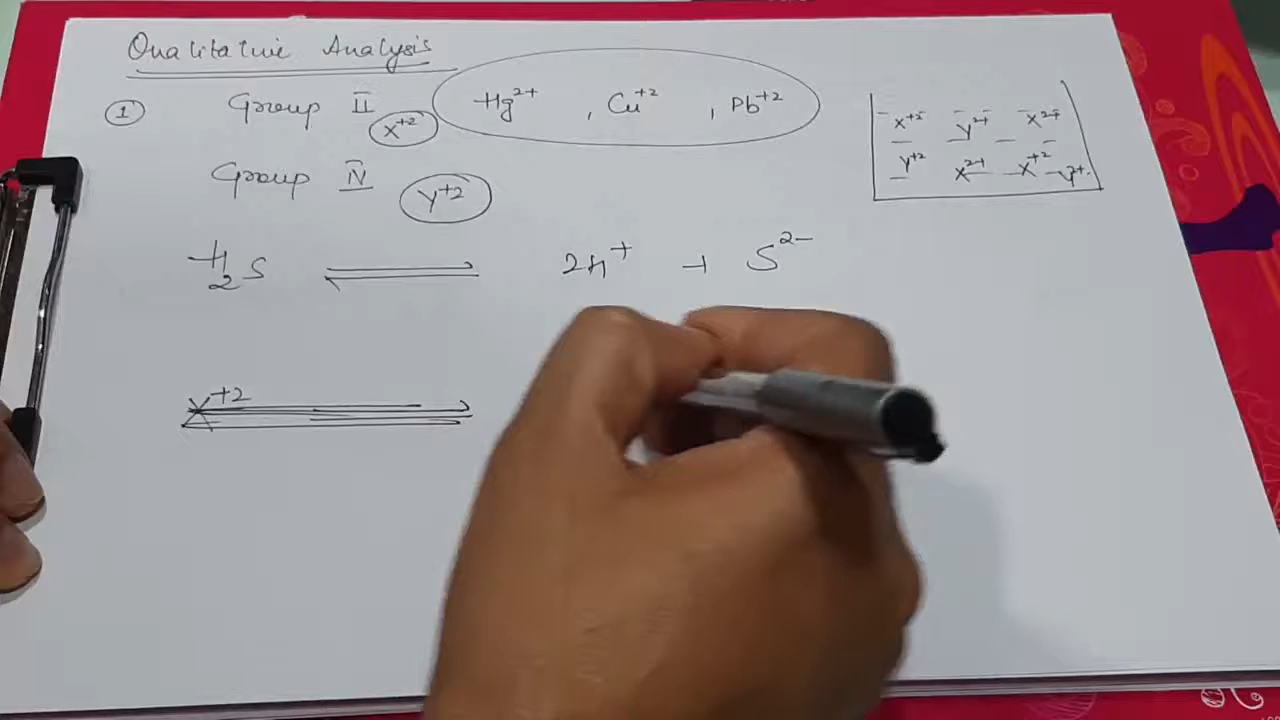 Qualitative Analysis
① Group II X⁺² Hg²⁺ , Cu⁺² , Pb⁺²
Group IV Y⁺²
X⁺² Y²⁺ X²⁺
Y⁺² X²⁺ X⁺² Y²⁺
H₂S ⇌ 2H⁺ + S²⁻
X⁺²